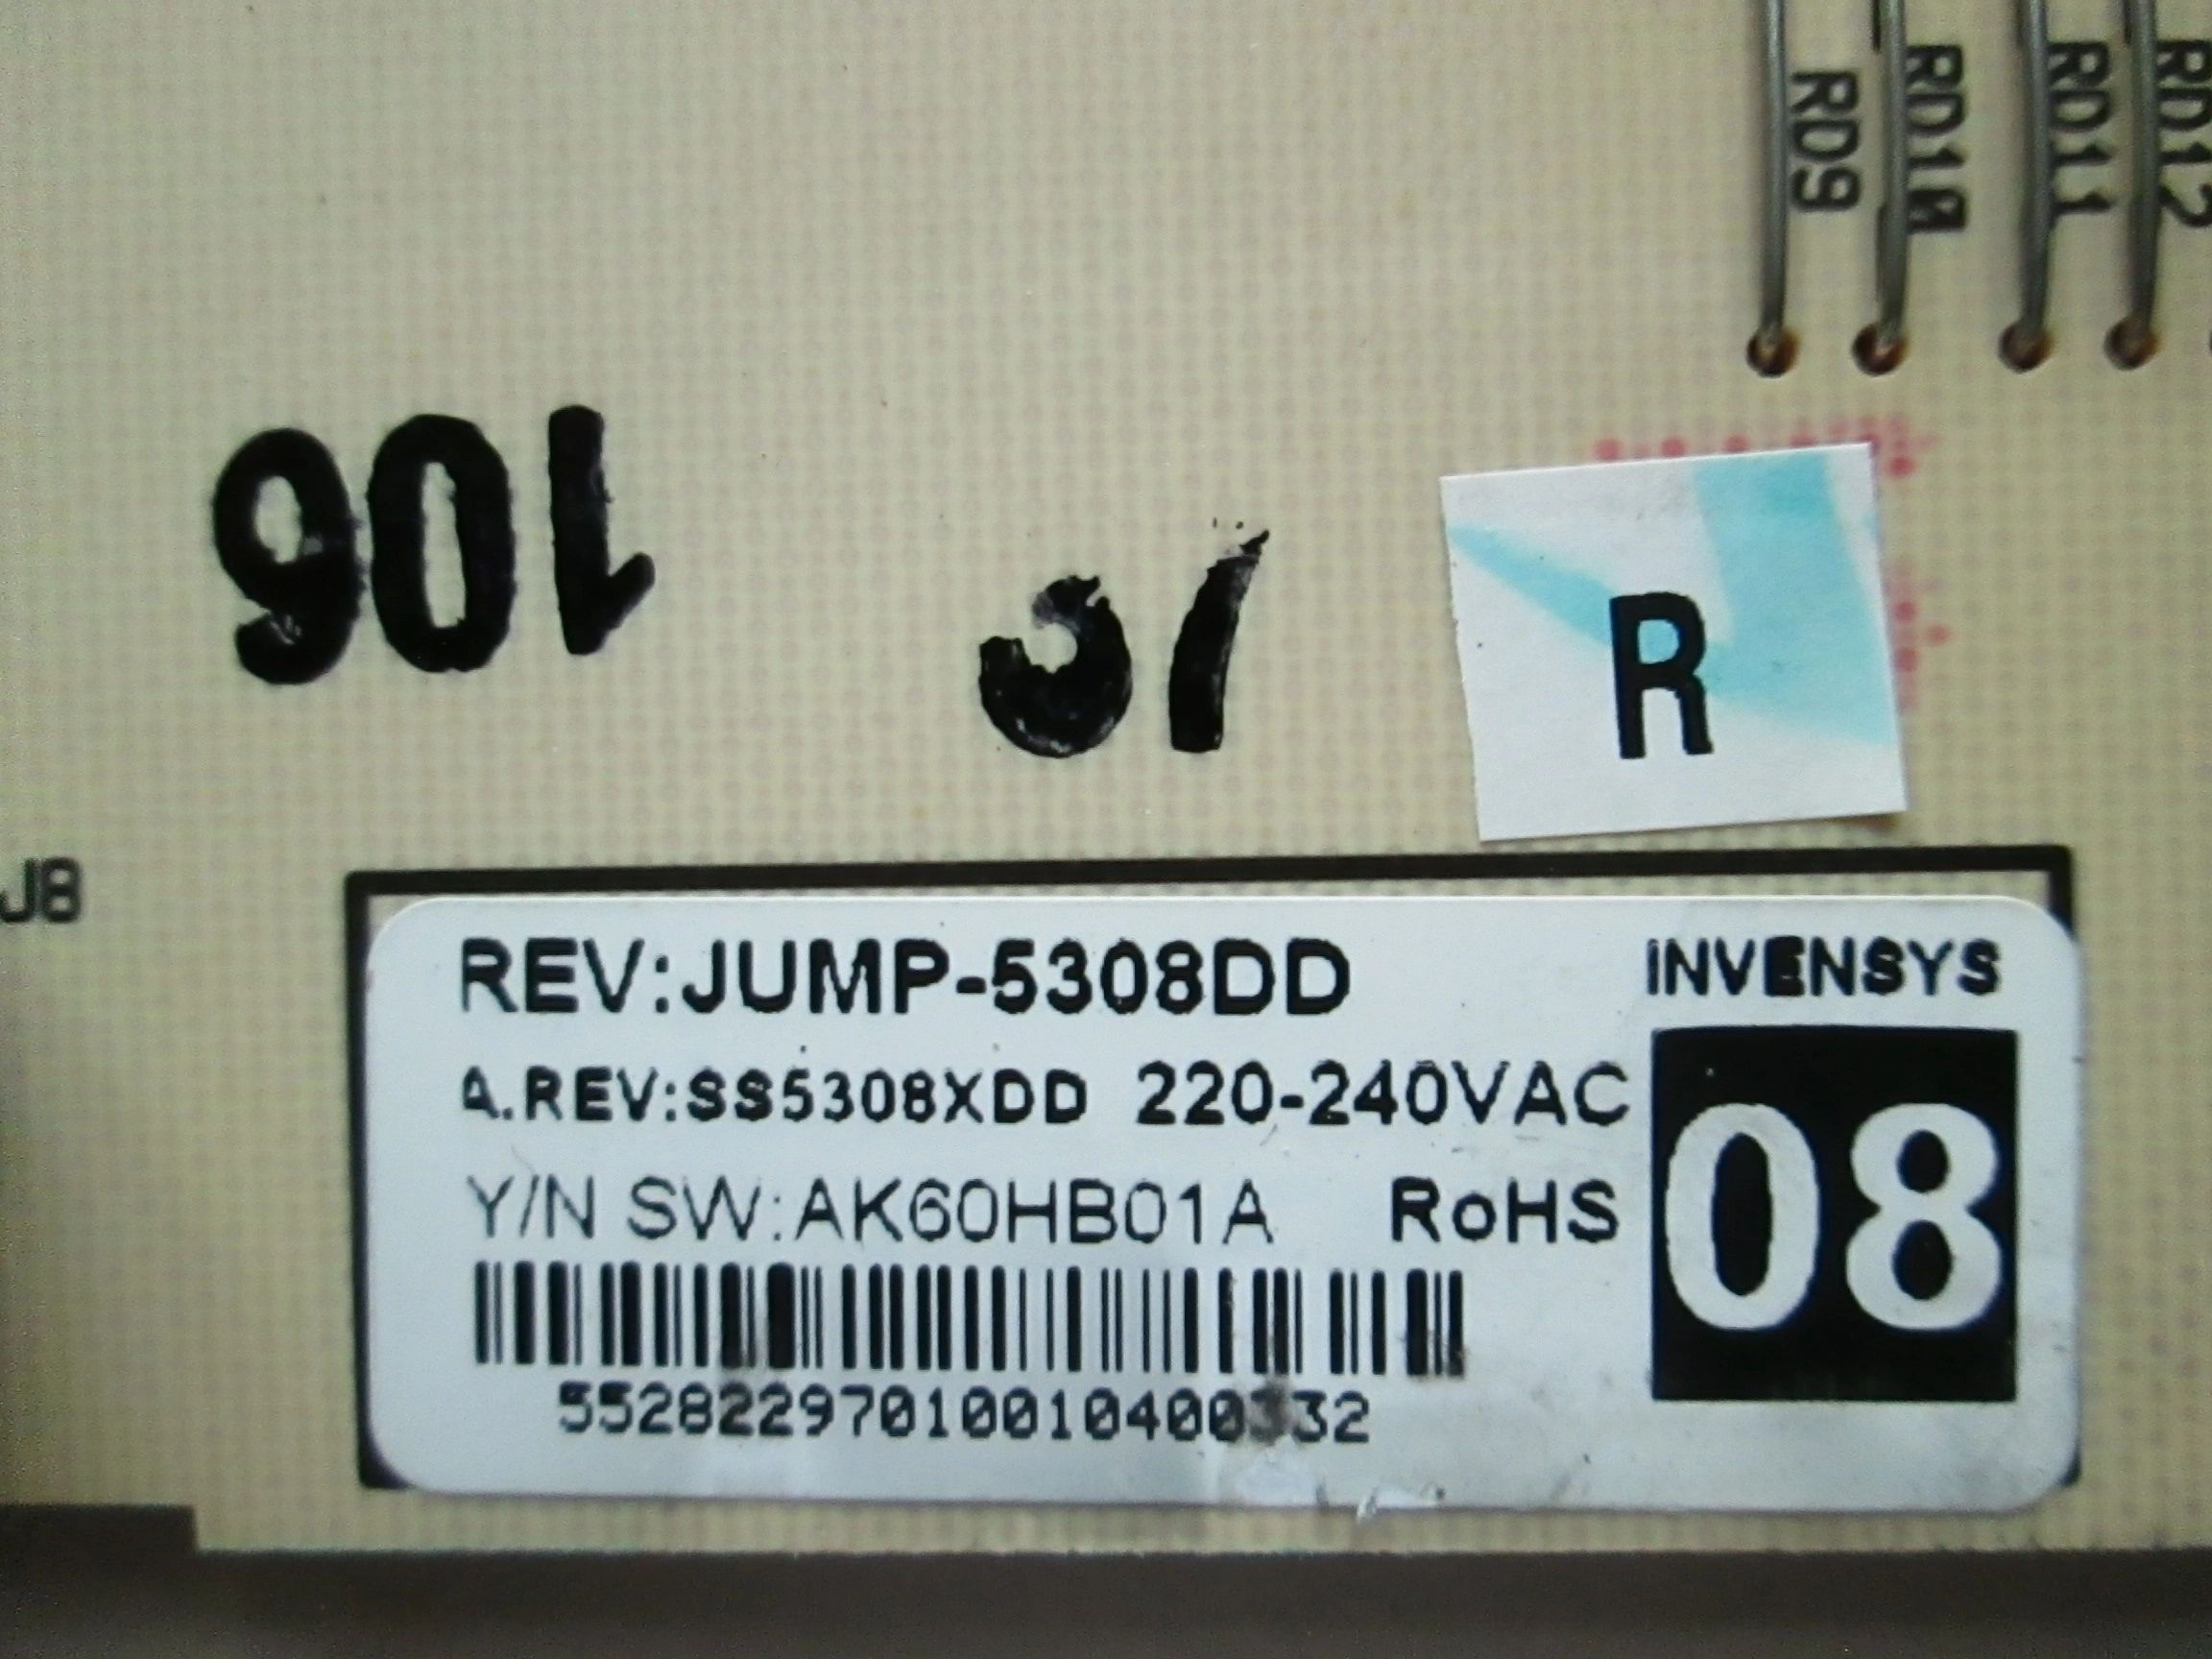 RD9
RD10
RD11
RD12
106
R
J8
REV:JUMP-5308DD
INVENSYS
A.REV:SS5308XDD 220-240VAC
08
Y/N SW:AK60HB01A RoHS